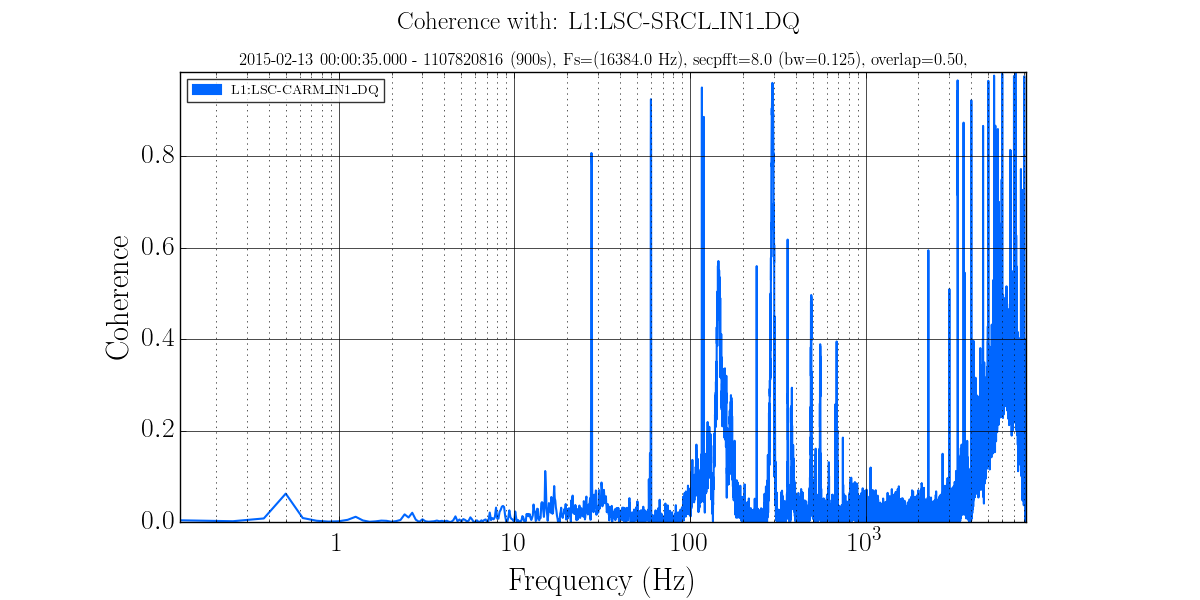 Coherence with: L1:LSC-SRCL_IN1_DQ
2015-02-13 00:00:35.000 - 1107820816 (900s), Fs=(16384.0 Hz), secpfft=8.0 (bw=0.125), overlap=0.50,
L1:LSC-CARM_IN1_DQ
Coherence
0.8
0.6
0.4
0.2
0.0
1 10 100 10³
Frequency (Hz)